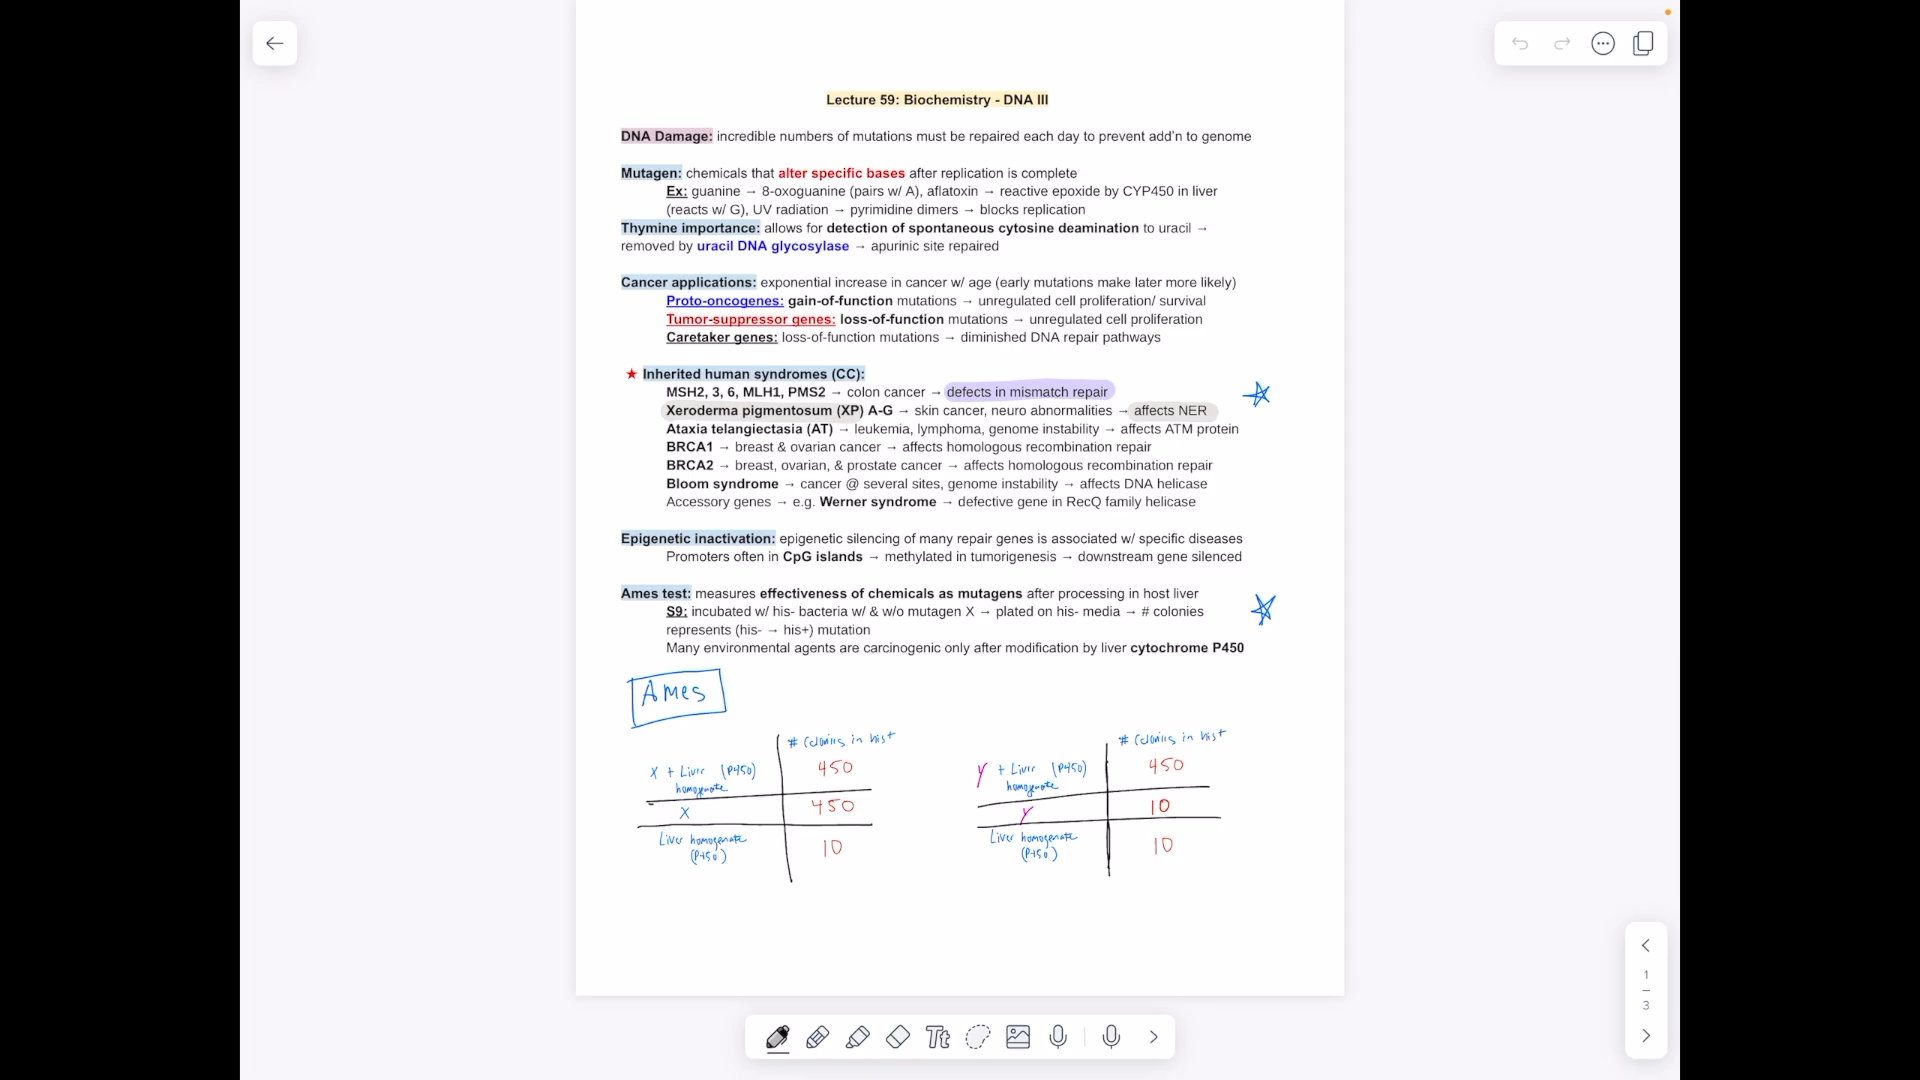 Lecture 59: Biochemistry - DNA III
DNA Damage: incredible numbers of mutations must be repaired each day to prevent add'n to genome
Mutagen: chemicals that alter specific bases after replication is complete
Ex: guanine → 8-oxoguanine (pairs w/ A), aflatoxin → reactive epoxide by CYP450 in liver
(reacts w/ G), UV radiation → pyrimidine dimers → blocks replication
Thymine importance: allows for detection of spontaneous cytosine deamination to uracil →
removed by uracil DNA glycosylase → apurinic site repaired
Cancer applications: exponential increase in cancer w/ age (early mutations make later more likely)
Proto-oncogenes: gain-of-function mutations → unregulated cell proliferation/ survival
Tumor-suppressor genes: loss-of-function mutations → unregulated cell proliferation
Caretaker genes: loss-of-function mutations → diminished DNA repair pathways
★ Inherited human syndromes (CC):
MSH2, 3, 6, MLH1, PMS2 → colon cancer → defects in mismatch repair
Xeroderma pigmentosum (XP) A-G → skin cancer, neuro abnormalities → affects NER
Ataxia telangiectasia (AT) → leukemia, lymphoma, genome instability → affects ATM protein
BRCA1 → breast & ovarian cancer → affects homologous recombination repair
BRCA2 → breast, ovarian, & prostate cancer → affects homologous recombination repair
Bloom syndrome → cancer @ several sites, genome instability → affects DNA helicase
Accessory genes → e.g. Werner syndrome → defective gene in RecQ family helicase
Epigenetic inactivation: epigenetic silencing of many repair genes is associated w/ specific diseases
Promoters often in CpG islands → methylated in tumorigenesis → downstream gene silenced
Ames test: measures effectiveness of chemicals as mutagens after processing in host liver
S9: incubated w/ his- bacteria w/ & w/o mutagen X → plated on his- media → # colonies
represents (his- → his+) mutation
Many environmental agents are carcinogenic only after modification by liver cytochrome P450
Ames
# colonies in his+
X + Liver (P450)
homogenate
450
X
450
Liver homogenate
(P450)
10
# colonies in his+
Y + Liver (P450)
homogenate
450
Y
10
Liver homogenate
(P450)
10
Tt
1
3